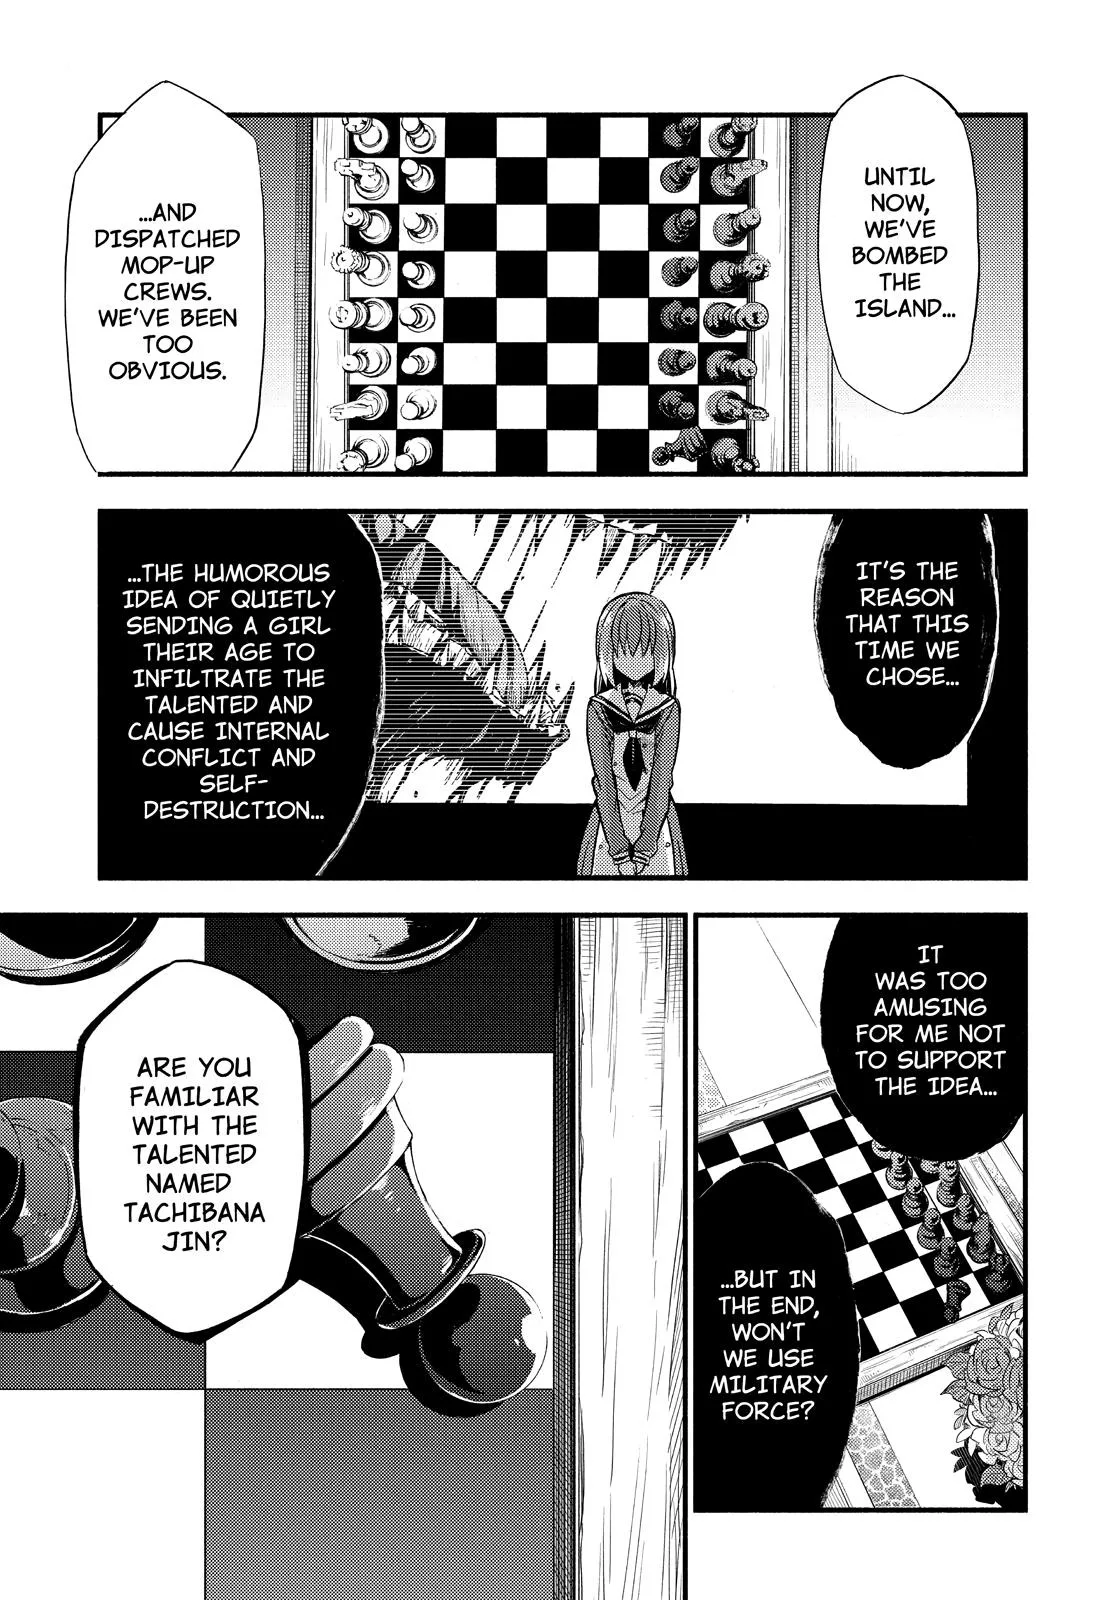 UNTIL
NOW,
WE'VE
BOMBED
THE
ISLAND...
...AND
DISPATCHED
MOP-UP
CREWS.
WE'VE BEEN
TOO
OBVIOUS.
IT'S THE
REASON
THAT THIS
TIME WE
CHOSE...
...THE HUMOROUS
IDEA OF QUIETLY
SENDING A GIRL
THEIR AGE TO
INFILTRATE THE
TALENTED AND
CAUSE INTERNAL
CONFLICT AND
SELF-
DESTRUCTION...
IT
WAS TOO
AMUSING
FOR ME NOT
TO SUPPORT
THE IDEA...
...BUT IN
THE END,
WON'T
WE USE
MILITARY
FORCE?
ARE YOU
FAMILIAR
WITH THE
TALENTED
NAMED
TACHIBANA
JIN?